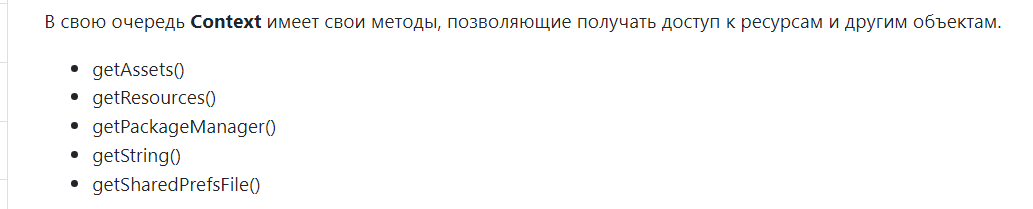 В свою очередь Context имеет свои методы, позволяющие получать доступ к ресурсам и другим объектам.
• getAssets()
• getResources()
• getPackageManager()
• getString()
• getSharedPrefsFile()